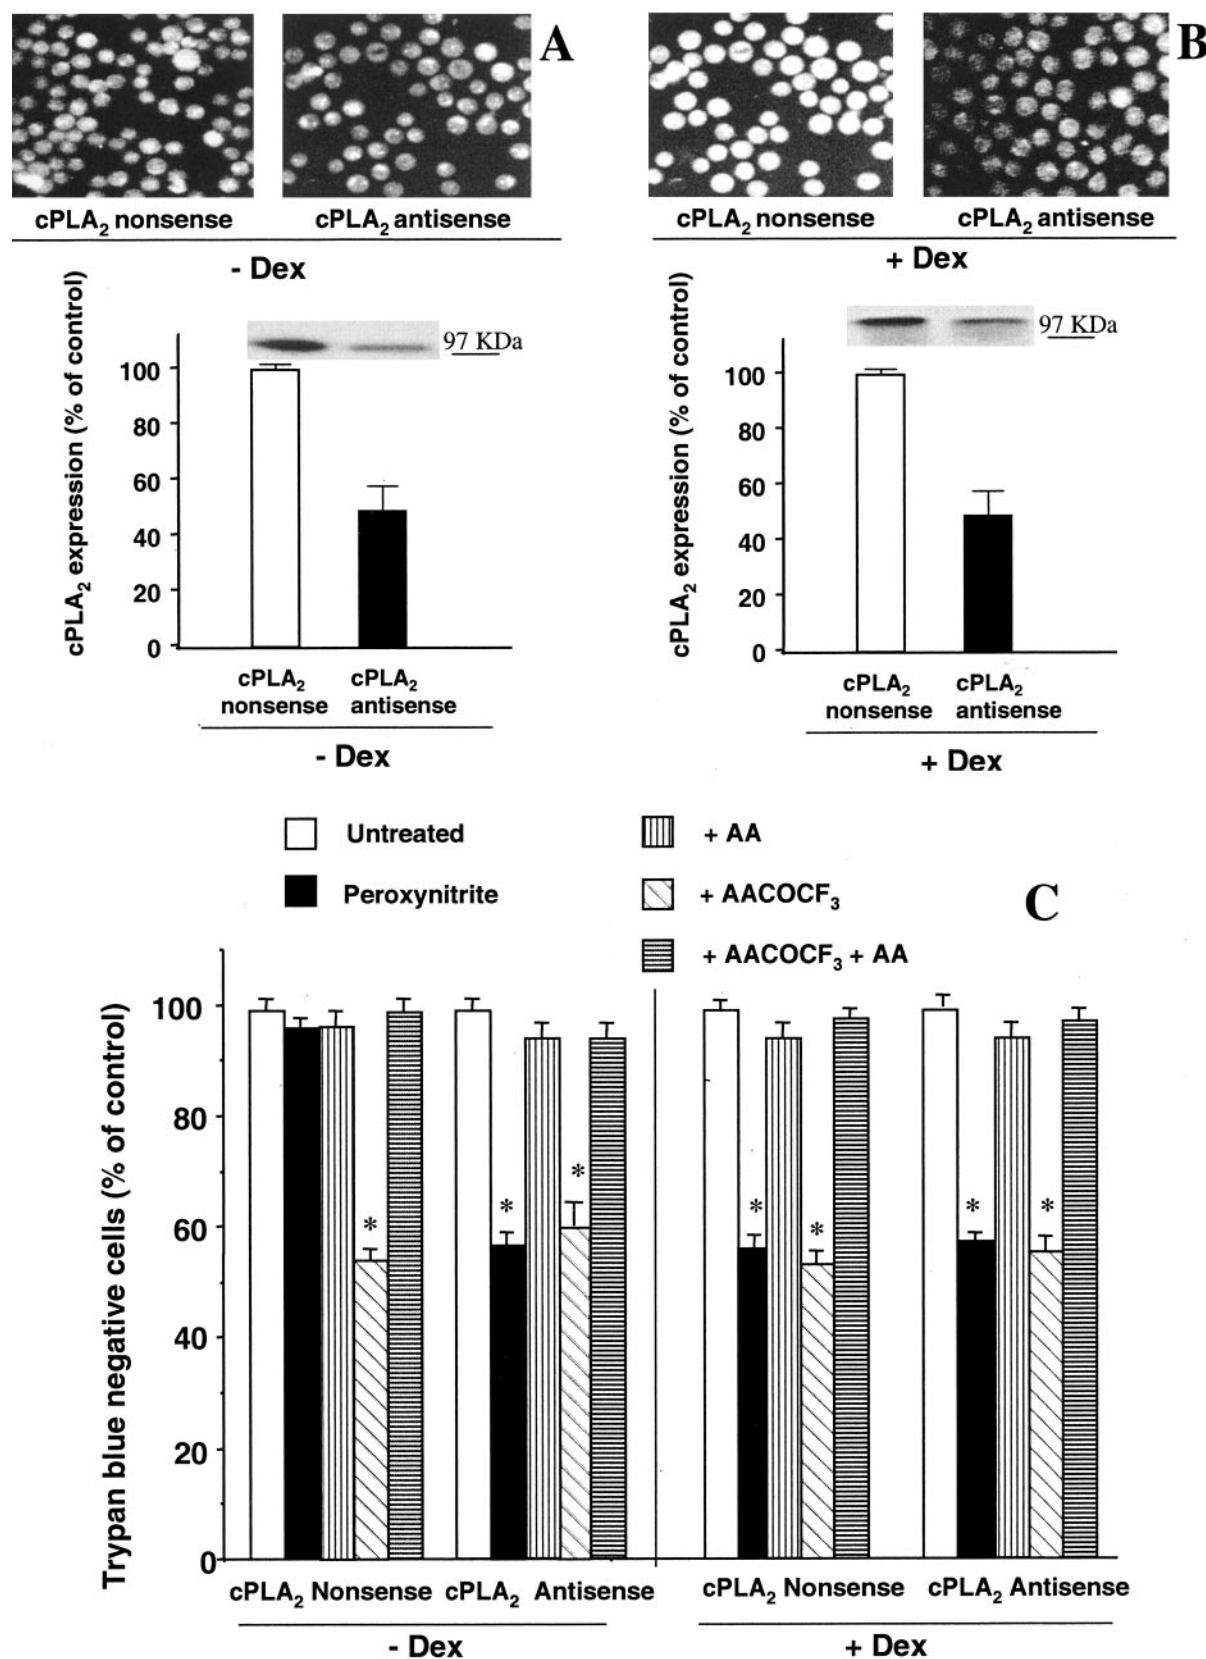 A
B
cPLA2 nonsense
cPLA2 antisense
cPLA2 nonsense
cPLA2 antisense
- Dex
+ Dex
cPLA2 expression (% of control)
97 KDa
100
80
60
40
20
0
cPLA2 nonsense
cPLA2 antisense
- Dex
cPLA2 expression (% of control)
97 KDa
100
80
60
40
20
0
cPLA2 nonsense
cPLA2 antisense
+ Dex
Untreated
Peroxynitrite
+ AA
+ AACOCF3
+ AACOCF3 + AA
C
Trypan blue negative cells (% of control)
100
80
60
40
20
0
*
*
*
*
*
*
*
cPLA2 Nonsense
cPLA2 Antisense
cPLA2 Nonsense
cPLA2 Antisense
- Dex
+ Dex